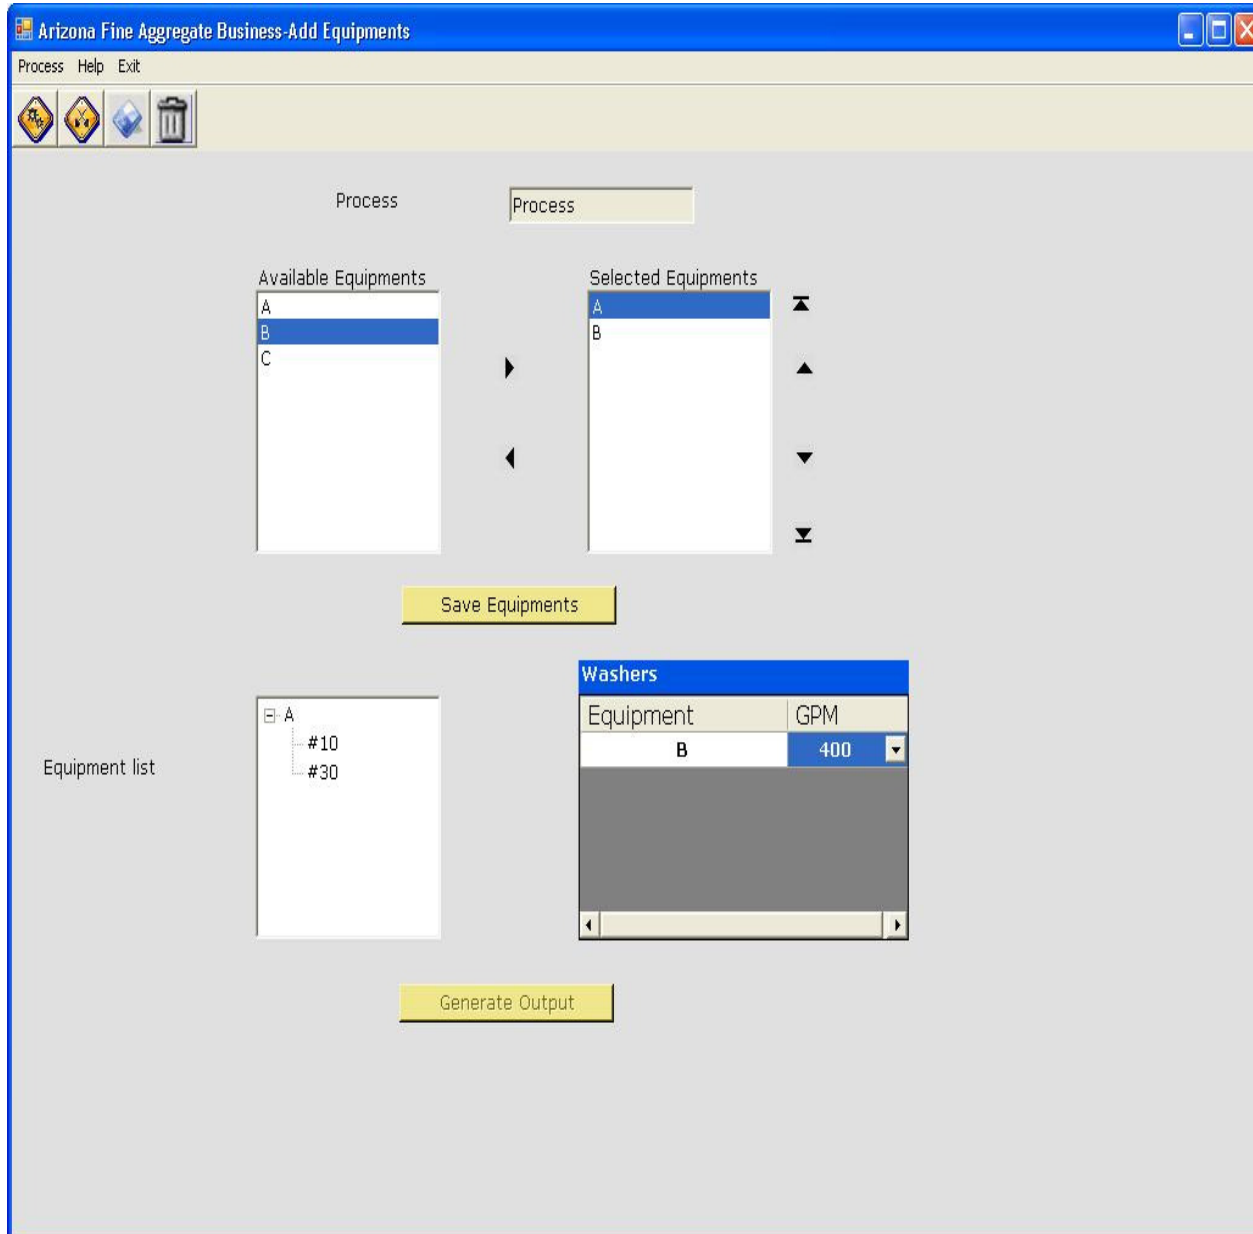 Arizona Fine Aggregate Business-Add Equipments
Process Help Exit
Process Process
Available Equipments
A
B
C
Selected Equipments
A
B
Save Equipments
Equipment list
A
#10
#30
Washers
Equipment GPM
B 400
Generate Output